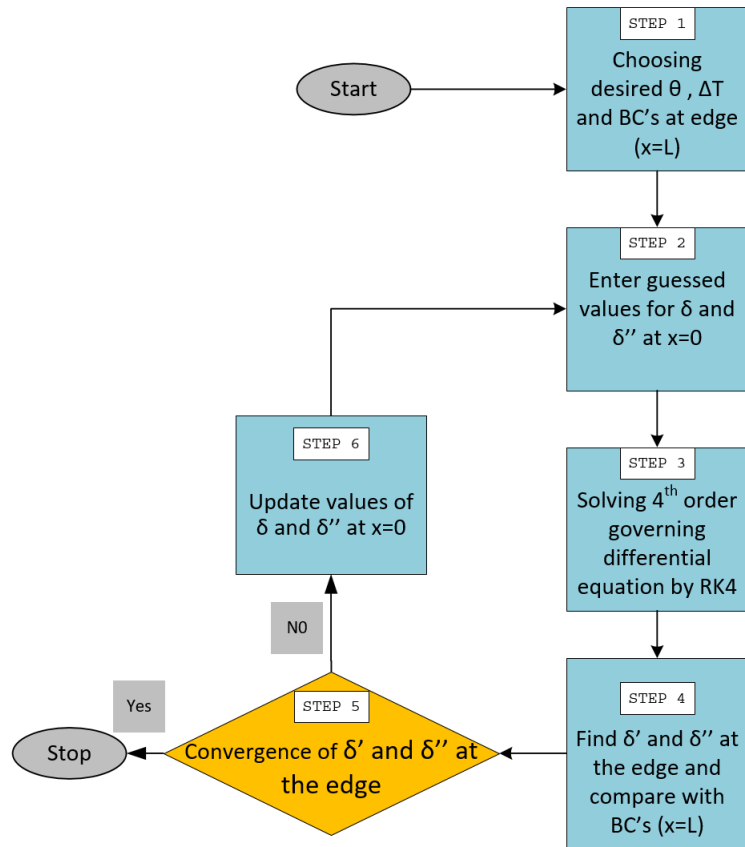 STEP 1
Start
Choosing
desired θ , ΔT
and BC’s at edge
(x=L)
STEP 2
Enter guessed
values for δ and
δ’’ at x=0
STEP 6
Update values of
δ and δ’’ at x=0
STEP 3
Solving 4th order
governing
differential
equation by RK4
N0
Yes
STEP 5
Convergence of δ’ and δ’’ at
the edge
Stop
STEP 4
Find δ’ and δ’’ at
the edge and
compare with
BC’s (x=L)